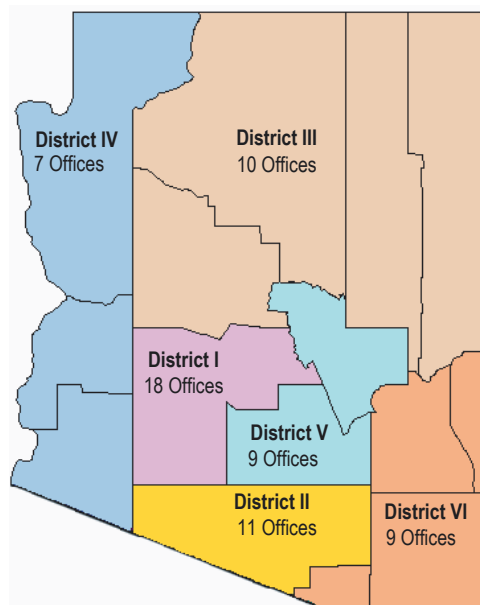 District IV
7 Offices
District III
10 Offices
District I
18 Offices
District V
9 Offices
District II
11 Offices
District VI
9 Offices